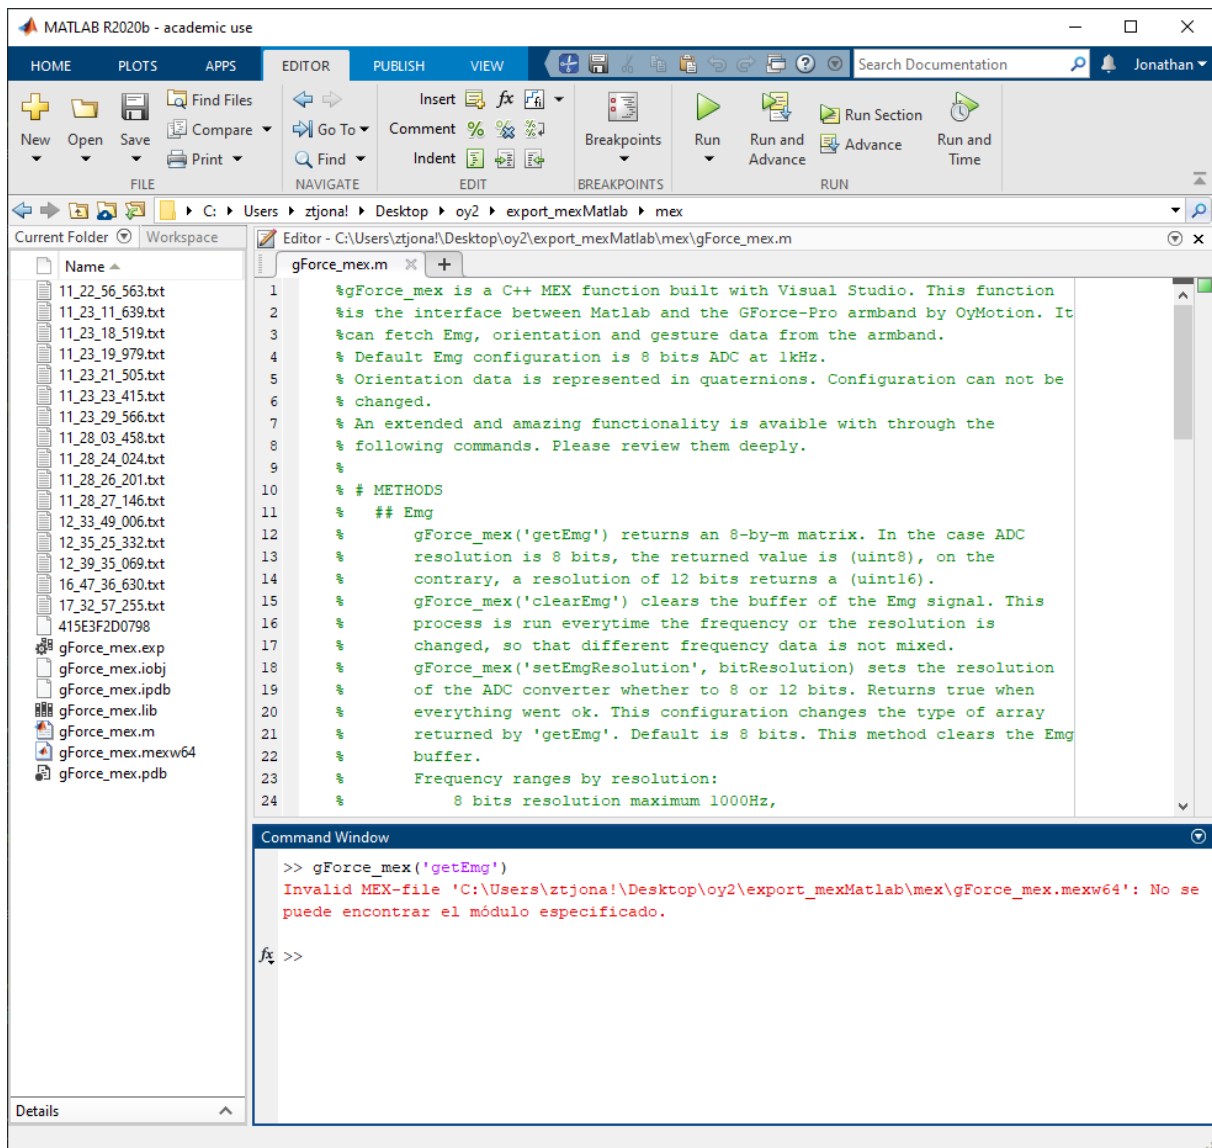 MATLAB R2020b - academic use
HOME PLOTS APPS EDITOR PUBLISH VIEW Search Documentation Jonathan
New Open Save Find Files Compare Print
FILE
Go To Find
NAVIGATE
Insert fx
Comment
Indent
EDIT
Breakpoints
BREAKPOINTS
Run Run and Advance Run Section Advance Run and Time
RUN
C: Users ztjona! Desktop oy2 export_mexMatlab mex
Current Folder Workspace
Name
11_22_56_563.txt
11_23_11_639.txt
11_23_18_519.txt
11_23_19_979.txt
11_23_21_505.txt
11_23_23_415.txt
11_23_29_566.txt
11_28_03_458.txt
11_28_24_024.txt
11_28_26_201.txt
11_28_27_146.txt
12_33_49_006.txt
12_35_25_332.txt
12_39_35_069.txt
16_47_36_630.txt
17_32_57_255.txt
415E3F2D0798
gForce_mex.exp
gForce_mex.iobj
gForce_mex.ipdb
gForce_mex.lib
gForce_mex.m
gForce_mex.mexw64
gForce_mex.pdb
Details
Editor - C:\Users\ztjona!\Desktop\oy2\export_mexMatlab\mex\gForce_mex.m
gForce_mex.m
1 %gForce_mex is a C++ MEX function built with Visual Studio. This function
2 %is the interface between Matlab and the GForce-Pro armband by OyMotion. It
3 %can fetch Emg, orientation and gesture data from the armband.
4 % Default Emg configuration is 8 bits ADC at 1kHz.
5 % Orientation data is represented in quaternions. Configuration can not be
6 % changed.
7 % An extended and amazing functionality is avaible with through the
8 % following commands. Please review them deeply.
9 %
10 % # METHODS
11 % ## Emg
12 % gForce_mex('getEmg') returns an 8-by-m matrix. In the case ADC
13 % resolution is 8 bits, the returned value is (uint8), on the
14 % contrary, a resolution of 12 bits returns a (uint16).
15 % gForce_mex('clearEmg') clears the buffer of the Emg signal. This
16 % process is run everytime the frequency or the resolution is
17 % changed, so that different frequency data is not mixed.
18 % gForce_mex('setEmgResolution', bitResolution) sets the resolution
19 % of the ADC converter whether to 8 or 12 bits. Returns true when
20 % everything went ok. This configuration changes the type of array
21 % returned by 'getEmg'. Default is 8 bits. This method clears the Emg
22 % buffer.
23 % Frequency ranges by resolution:
24 % 8 bits resolution maximum 1000Hz,
Command Window
>> gForce_mex('getEmg')
Invalid MEX-file 'C:\Users\ztjona!\Desktop\oy2\export_mexMatlab\mex\gForce_mex.mexw64': No se
puede encontrar el módulo especificado.
fx >>